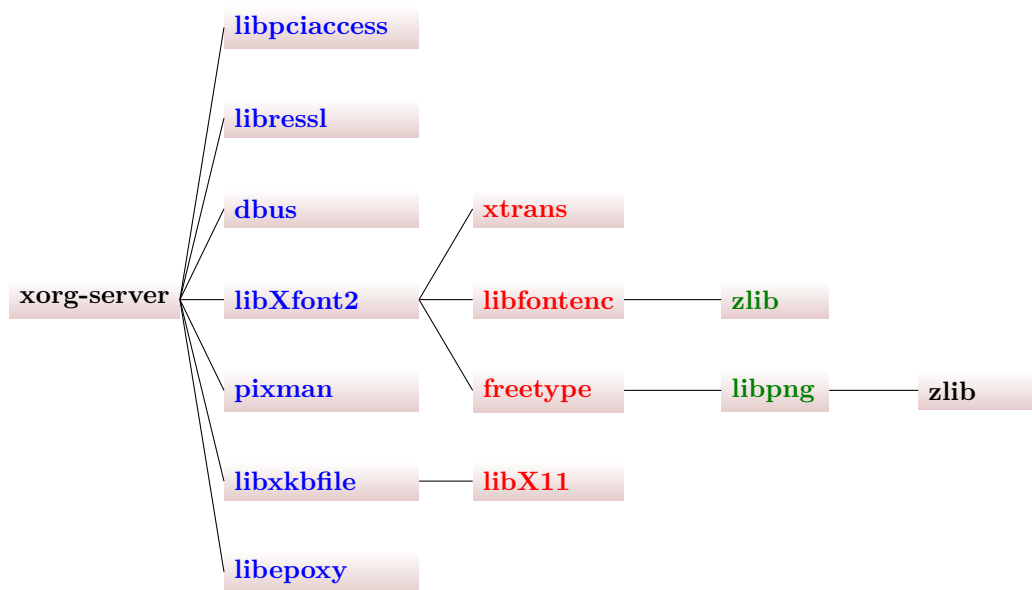 libpciaccess
libressl
dbus
xtrans
xorg-server
libXfont2
libfontenc
zlib
pixman
freetype
libpng
zlib
libxkbfile
libX11
libepoxy